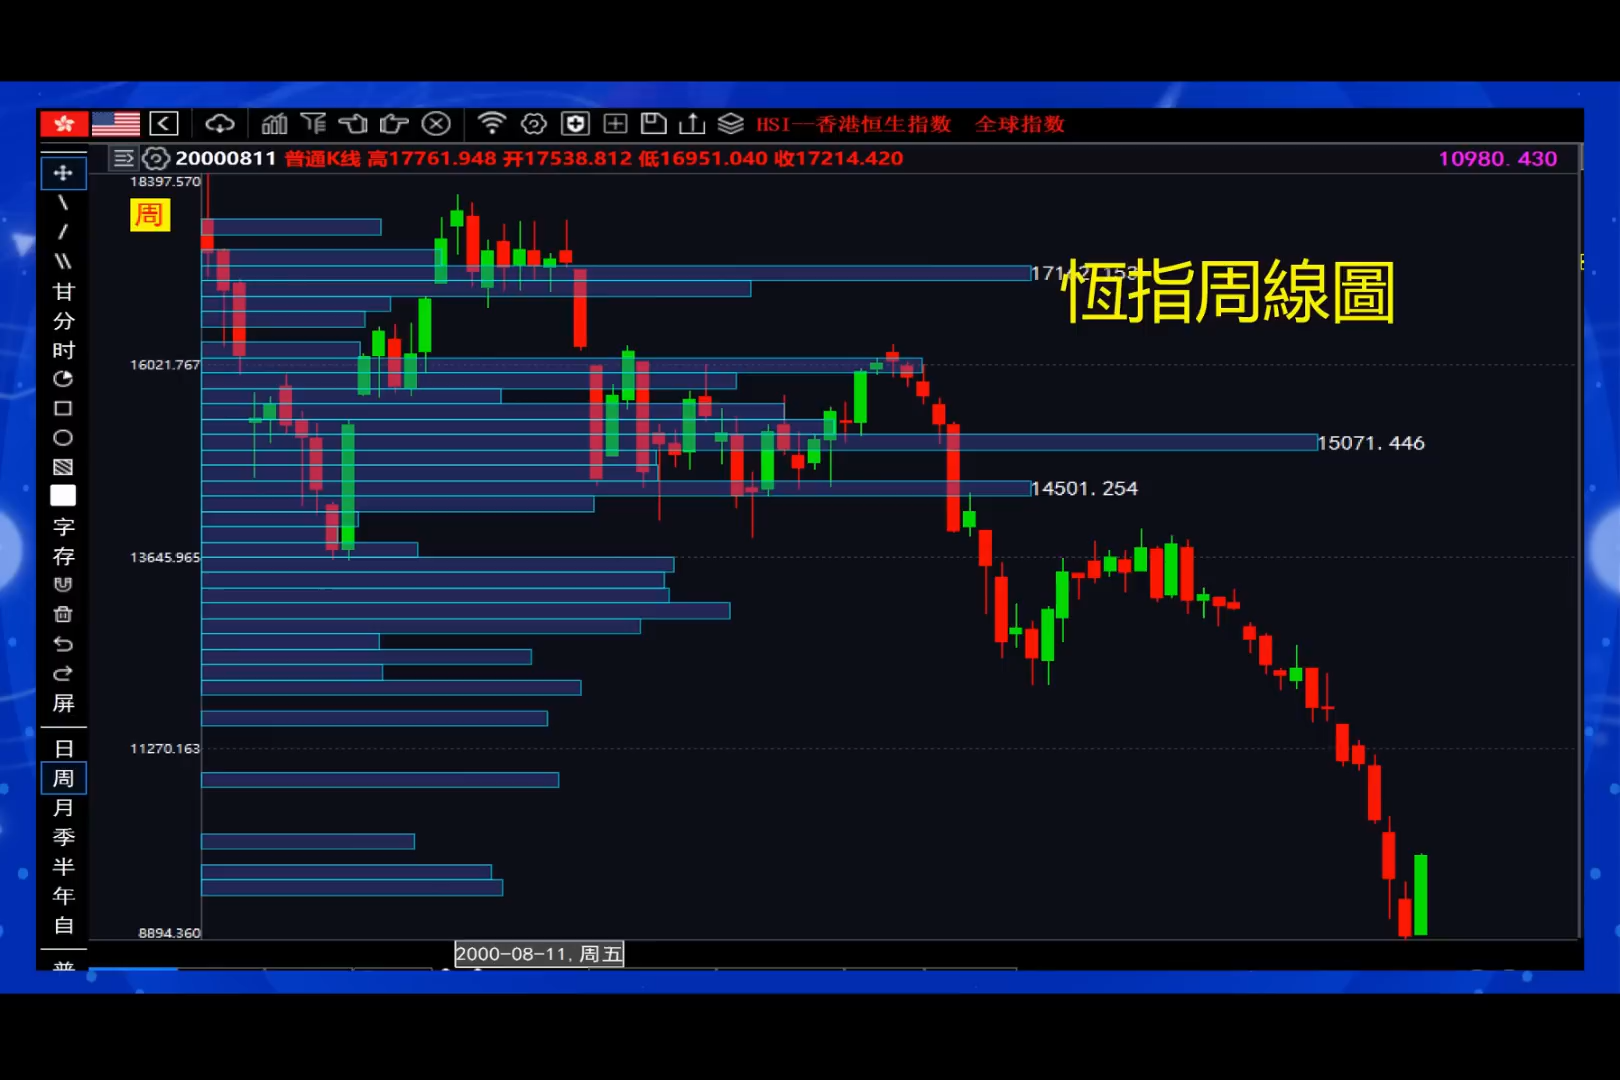 HSI--香港恒生指数 全球指数
20000811 普通K线 高17761.948 开17538.812 低16951.040 收17214.420
10980.430
18397.570
周
恆指周線圖
16021.767
15071.446
14501.254
13645.965
11270.163
8894.360
2000-08-11, 周五
甘
分
时
字
存
屏
日
周
月
季
半
年
自